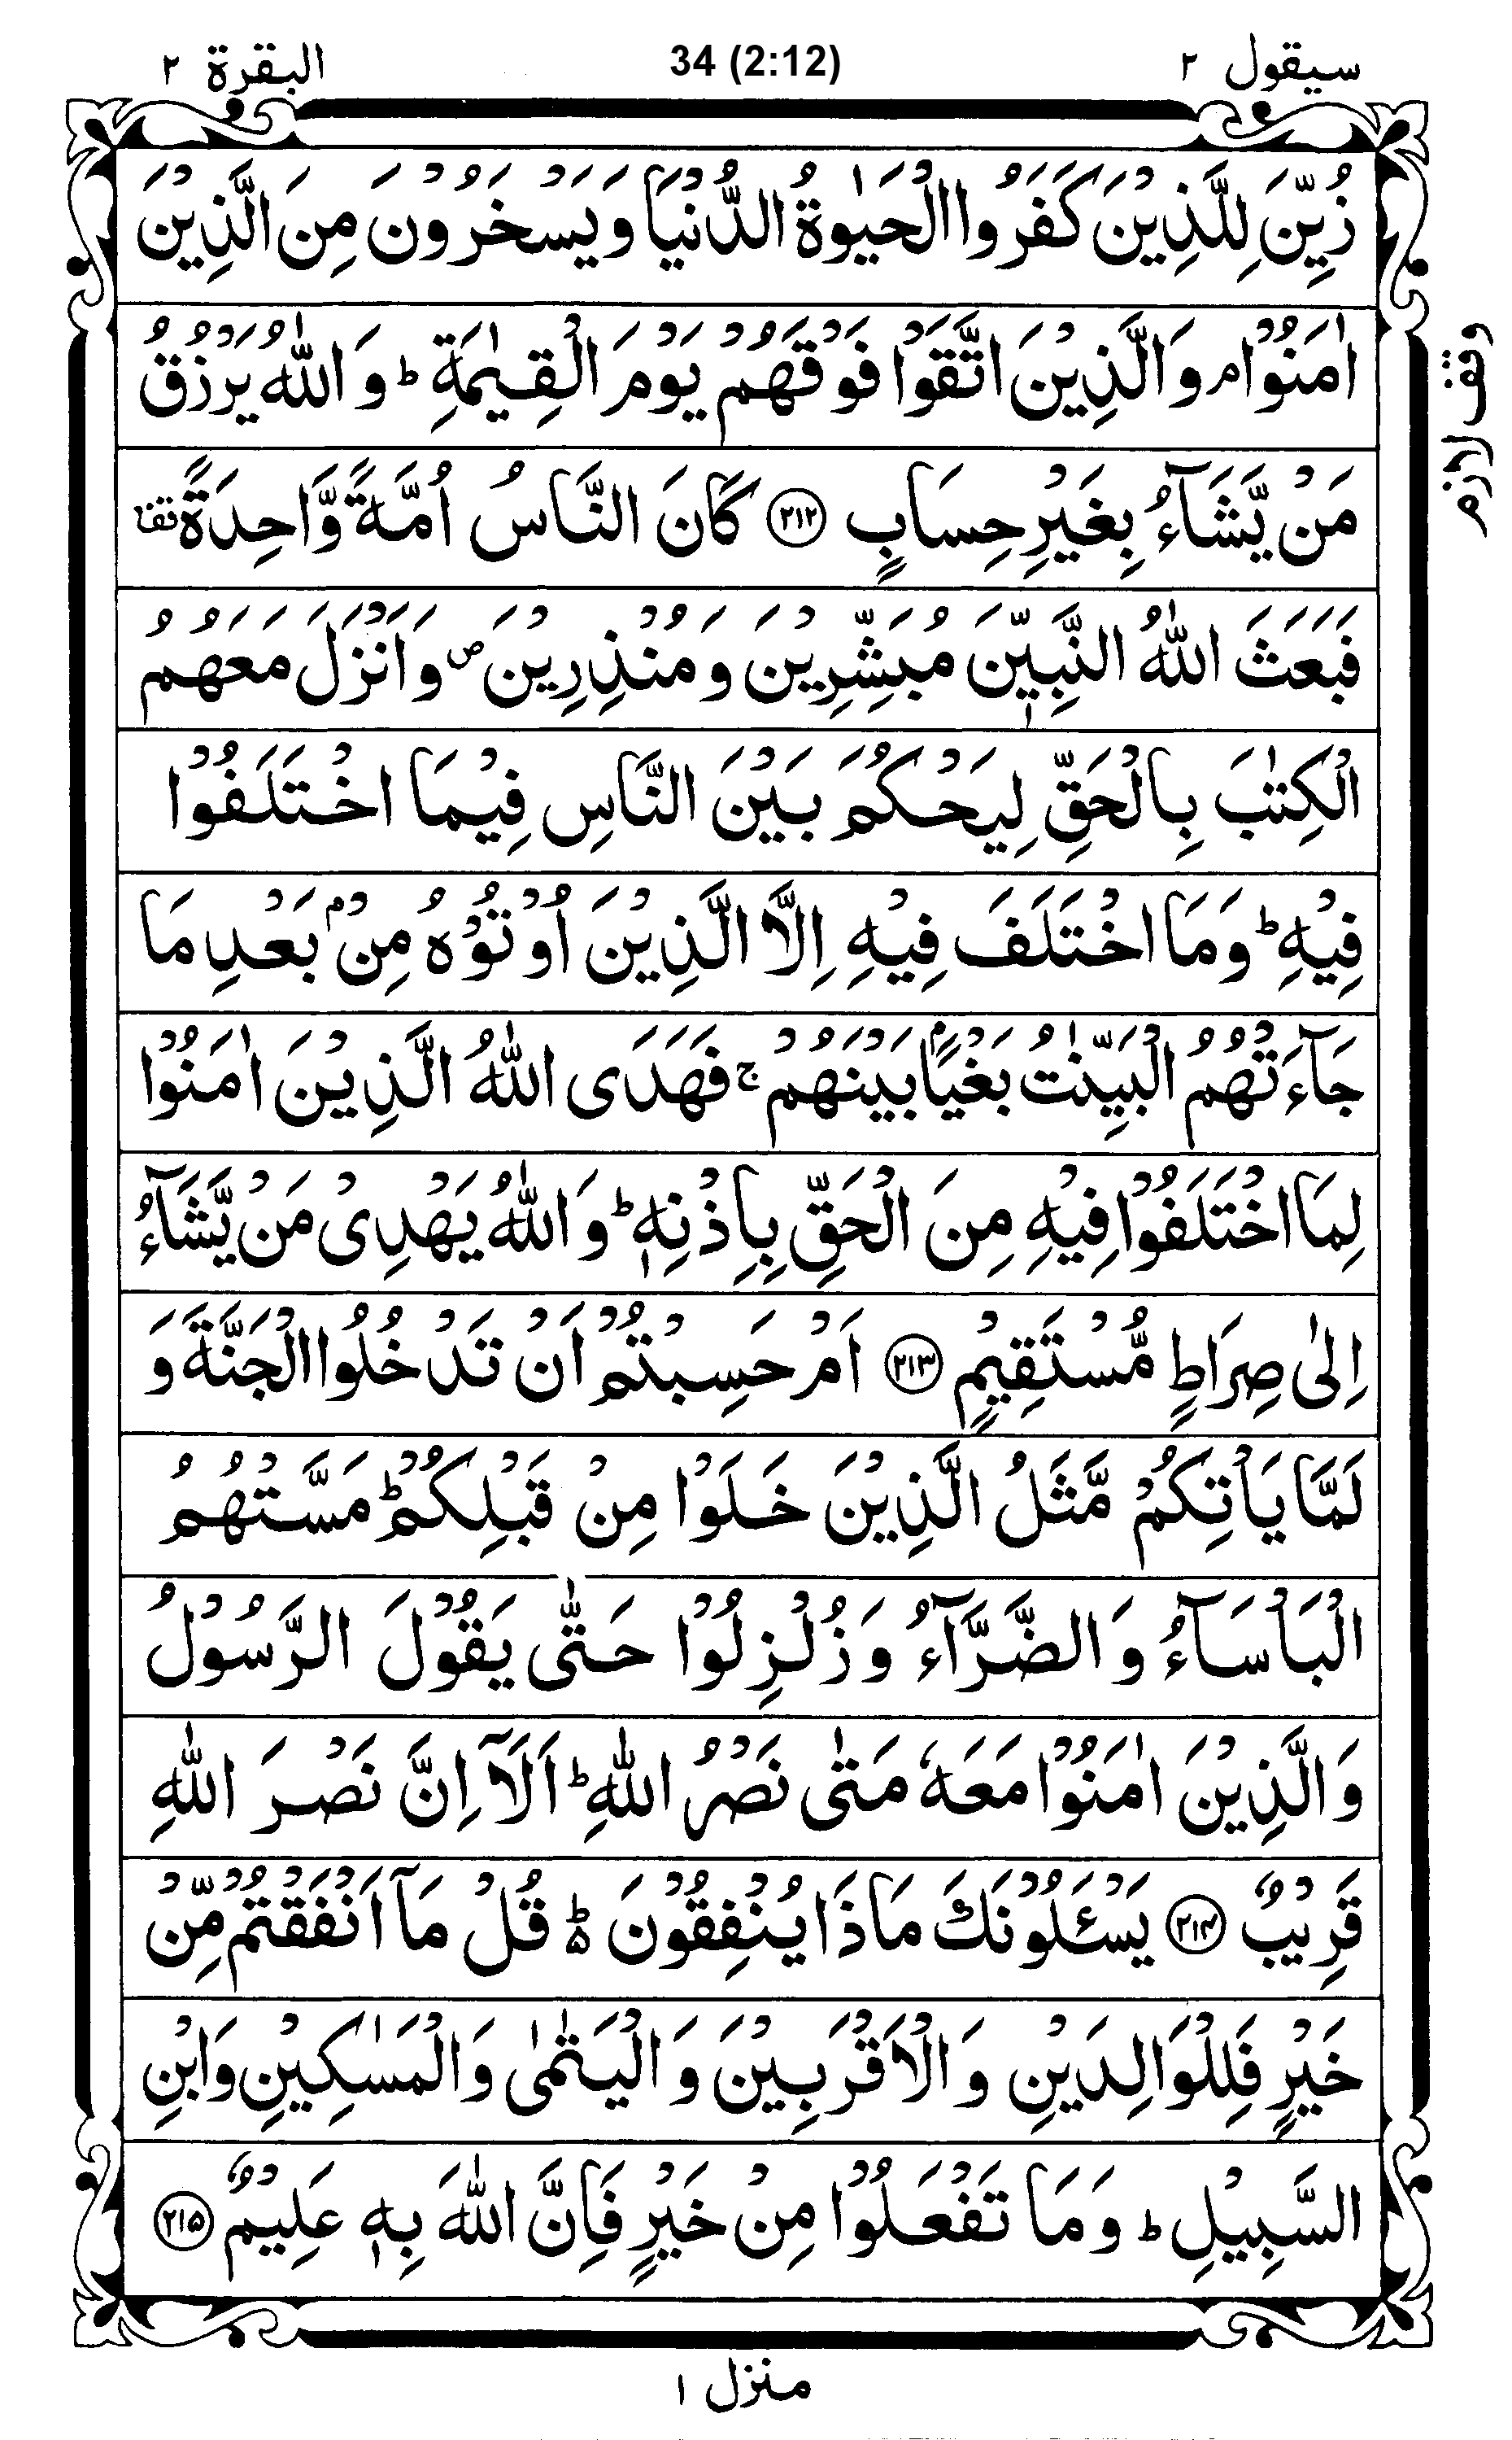 سيقول ٢ 34 (2:12) البقرة ٢
زُيِّنَ لِلَّذِيْنَ كَفَرُوا الْحَيٰوةُ الدُّنْيَا وَيَسْخَرُوْنَ مِنَ الَّذِيْنَ
اٰمَنُوْا ۘ وَالَّذِيْنَ اتَّقَوْا فَوْقَهُمْ يَوْمَ الْقِيٰمَةِ ؕ وَاللّٰهُ يَرْزُقُ
وقف لازم
مَنْ يَّشَآءُ بِغَيْرِ حِسَابٍ ﴿٢١٢﴾ كَانَ النَّاسُ اُمَّةً وَّاحِدَةً قف
فَبَعَثَ اللّٰهُ النَّبِيّٖنَ مُبَشِّرِيْنَ وَمُنْذِرِيْنَ ص وَاَنْزَلَ مَعَهُمُ
الْكِتٰبَ بِالْحَقِّ لِيَحْكُمَ بَيْنَ النَّاسِ فِيْمَا اخْتَلَفُوْا
فِيْهِ ؕ وَمَا اخْتَلَفَ فِيْهِ اِلَّا الَّذِيْنَ اُوْتُوْهُ مِنْۢ بَعْدِ مَا
جَآءَتْهُمُ الْبَيِّنٰتُ بَغْيًاۢ بَيْنَهُمْ ۚ فَهَدَى اللّٰهُ الَّذِيْنَ اٰمَنُوْا
لِمَا اخْتَلَفُوْا فِيْهِ مِنَ الْحَقِّ بِاِذْنِهٖ ؕ وَاللّٰهُ يَهْدِيْ مَنْ يَّشَآءُ
اِلٰى صِرَاطٍ مُّسْتَقِيْمٍ ﴿٢١٣﴾ اَمْ حَسِبْتُمْ اَنْ تَدْخُلُوا الْجَنَّةَ وَ
لَمَّا يَاْتِكُمْ مَّثَلُ الَّذِيْنَ خَلَوْا مِنْ قَبْلِكُمْ ؕ مَسَّتْهُمُ
الْبَاْسَآءُ وَالضَّرَّآءُ وَزُلْزِلُوْا حَتّٰى يَقُوْلَ الرَّسُوْلُ
وَالَّذِيْنَ اٰمَنُوْا مَعَهٗ مَتٰى نَصْرُ اللّٰهِ ؕ اَلَآ اِنَّ نَصْرَ اللّٰهِ
قَرِيْبٌ ﴿٢١٤﴾ يَسْـَٔلُوْنَكَ مَاذَا يُنْفِقُوْنَ ؕ قُلْ مَآ اَنْفَقْتُمْ مِّنْ
خَيْرٍ فَلِلْوَالِدَيْنِ وَالْاَقْرَبِيْنَ وَالْيَتٰمٰى وَالْمَسٰكِيْنِ وَابْنِ
السَّبِيْلِ ؕ وَمَا تَفْعَلُوْا مِنْ خَيْرٍ فَاِنَّ اللّٰهَ بِهٖ عَلِيْمٌ ﴿٢١٥﴾
منزل ١